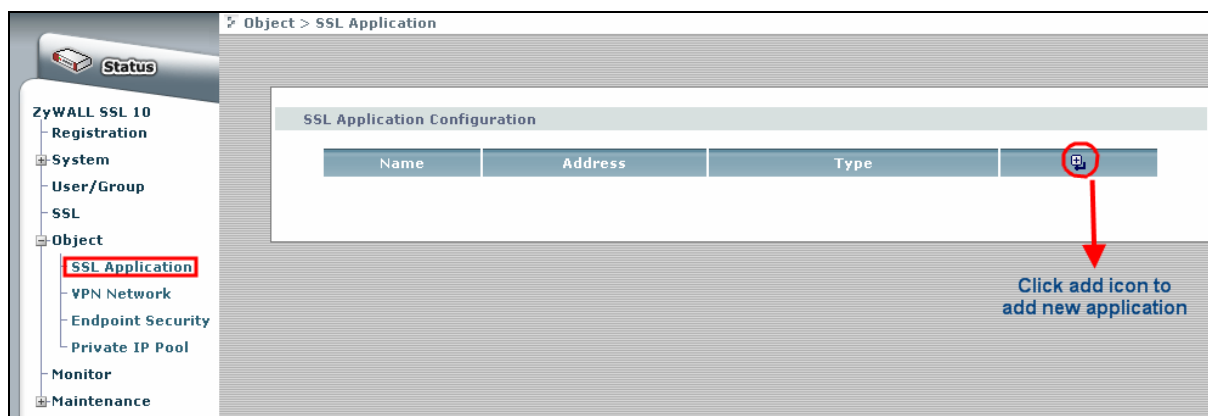 Object > SSL Application
Status
ZyWALL SSL 10
Registration
System
User/Group
SSL
Object
SSL Application
VPN Network
Endpoint Security
Private IP Pool
Monitor
Maintenance
SSL Application Configuration
Name Address Type
Click add icon to
add new application